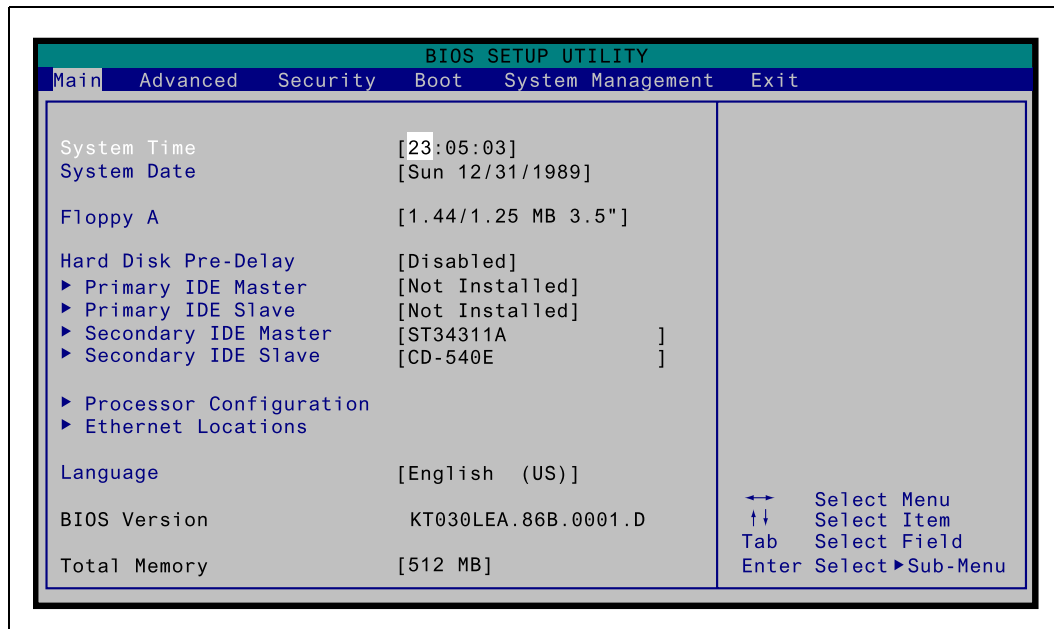 BIOS SETUP UTILITY
Main Advanced Security Boot System Management Exit
System Time [23:05:03]
System Date [Sun 12/31/1989]
Floppy A [1.44/1.25 MB 3.5"]
Hard Disk Pre-Delay [Disabled]
▶ Primary IDE Master [Not Installed]
▶ Primary IDE Slave [Not Installed]
▶ Secondary IDE Master [ST34311A ]
▶ Secondary IDE Slave [CD-540E ]
▶ Processor Configuration
▶ Ethernet Locations
Language [English (US)]
BIOS Version KT030LEA.86B.0001.D
Total Memory [512 MB]
←→ Select Menu
↑↓ Select Item
Tab Select Field
Enter Select▶Sub-Menu